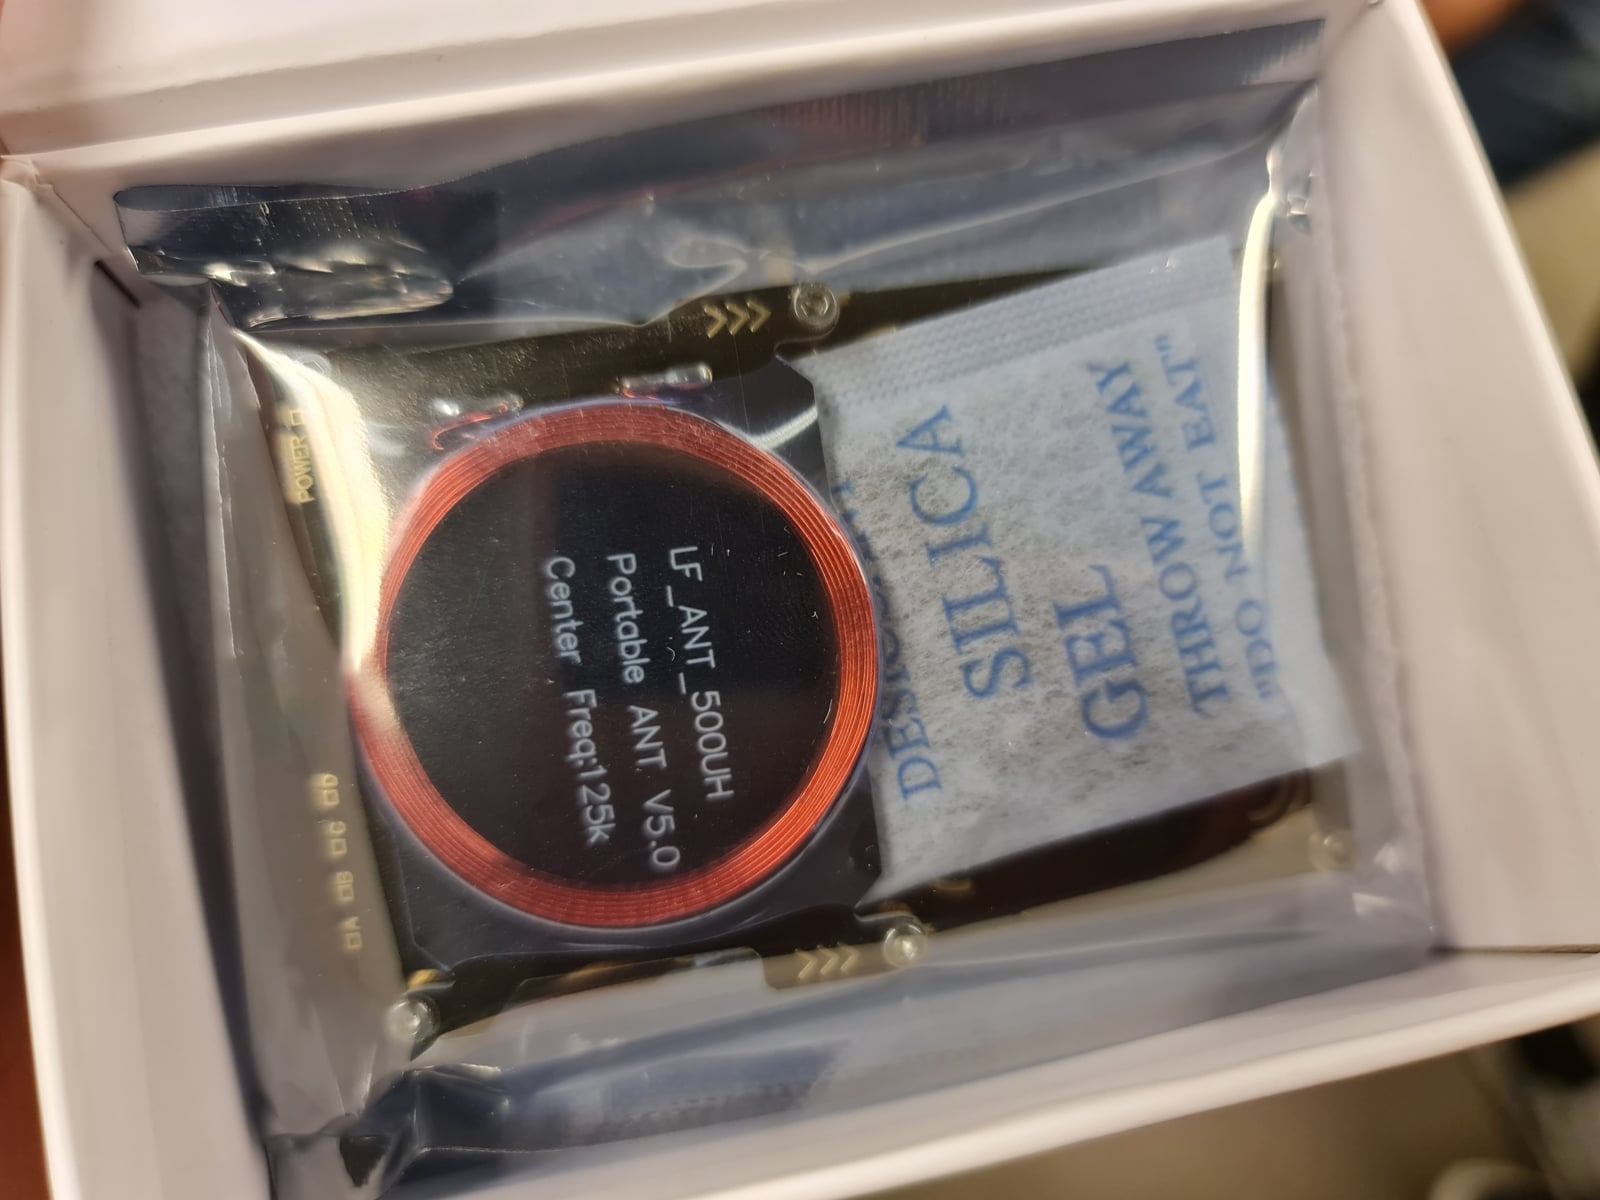 LF_ANT_500UH
Portable ANT V5.0
Center Freq:125k
SILICA
GEL
THROW AWAY
"DO NOT EAT"
POWER
A B C D